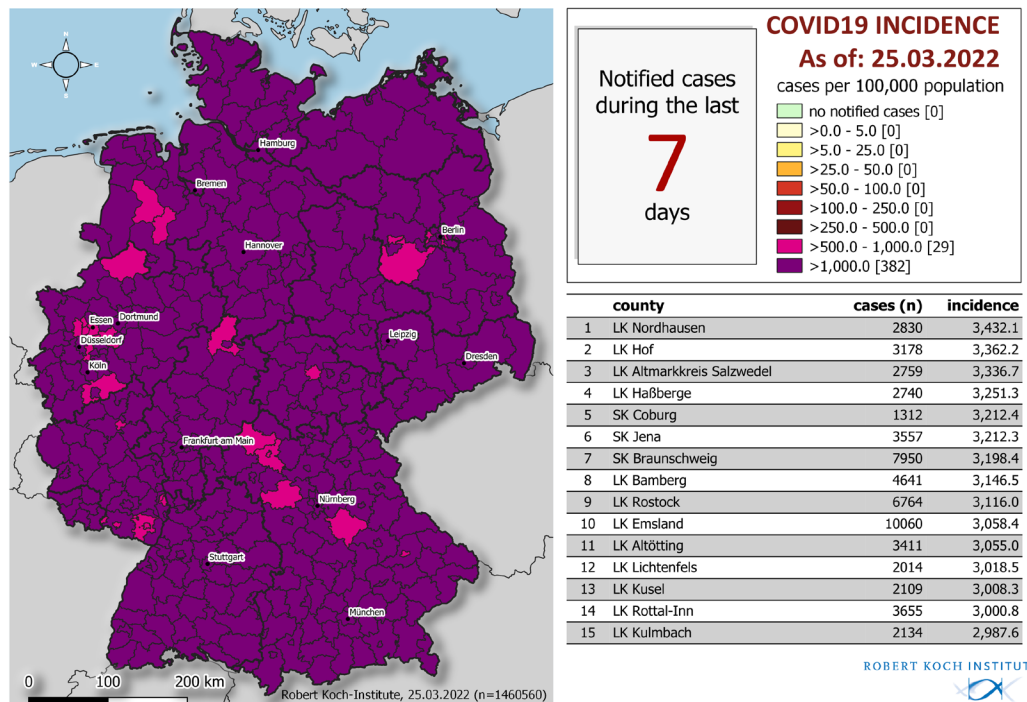 N
W
E
S
Hamburg
Bremen
Berlin
Hannover
Essen
Dortmund
Düsseldorf
Leipzig
Dresden
Köln
Frankfurt am Main
Nürnberg
Stuttgart
München
0 100 200 km
Robert Koch-Institute, 25.03.2022 (n=1460560)
Notified cases
during the last
7
days
COVID19 INCIDENCE
As of: 25.03.2022
cases per 100,000 population
no notified cases [0]
>0.0 - 5.0 [0]
>5.0 - 25.0 [0]
>25.0 - 50.0 [0]
>50.0 - 100.0 [0]
>100.0 - 250.0 [0]
>250.0 - 500.0 [0]
>500.0 - 1,000.0 [29]
>1,000.0 [382]
county cases (n) incidence
1 LK Nordhausen 2830 3,432.1
2 LK Hof 3178 3,362.2
3 LK Altmarkkreis Salzwedel 2759 3,336.7
4 LK Haßberge 2740 3,251.3
5 SK Coburg 1312 3,212.4
6 SK Jena 3557 3,212.3
7 SK Braunschweig 7950 3,198.4
8 LK Bamberg 4641 3,146.5
9 LK Rostock 6764 3,116.0
10 LK Emsland 10060 3,058.4
11 LK Altötting 3411 3,055.0
12 LK Lichtenfels 2014 3,018.5
13 LK Kusel 2109 3,008.3
14 LK Rottal-Inn 3655 3,000.8
15 LK Kulmbach 2134 2,987.6
ROBERT KOCH INSTITUT